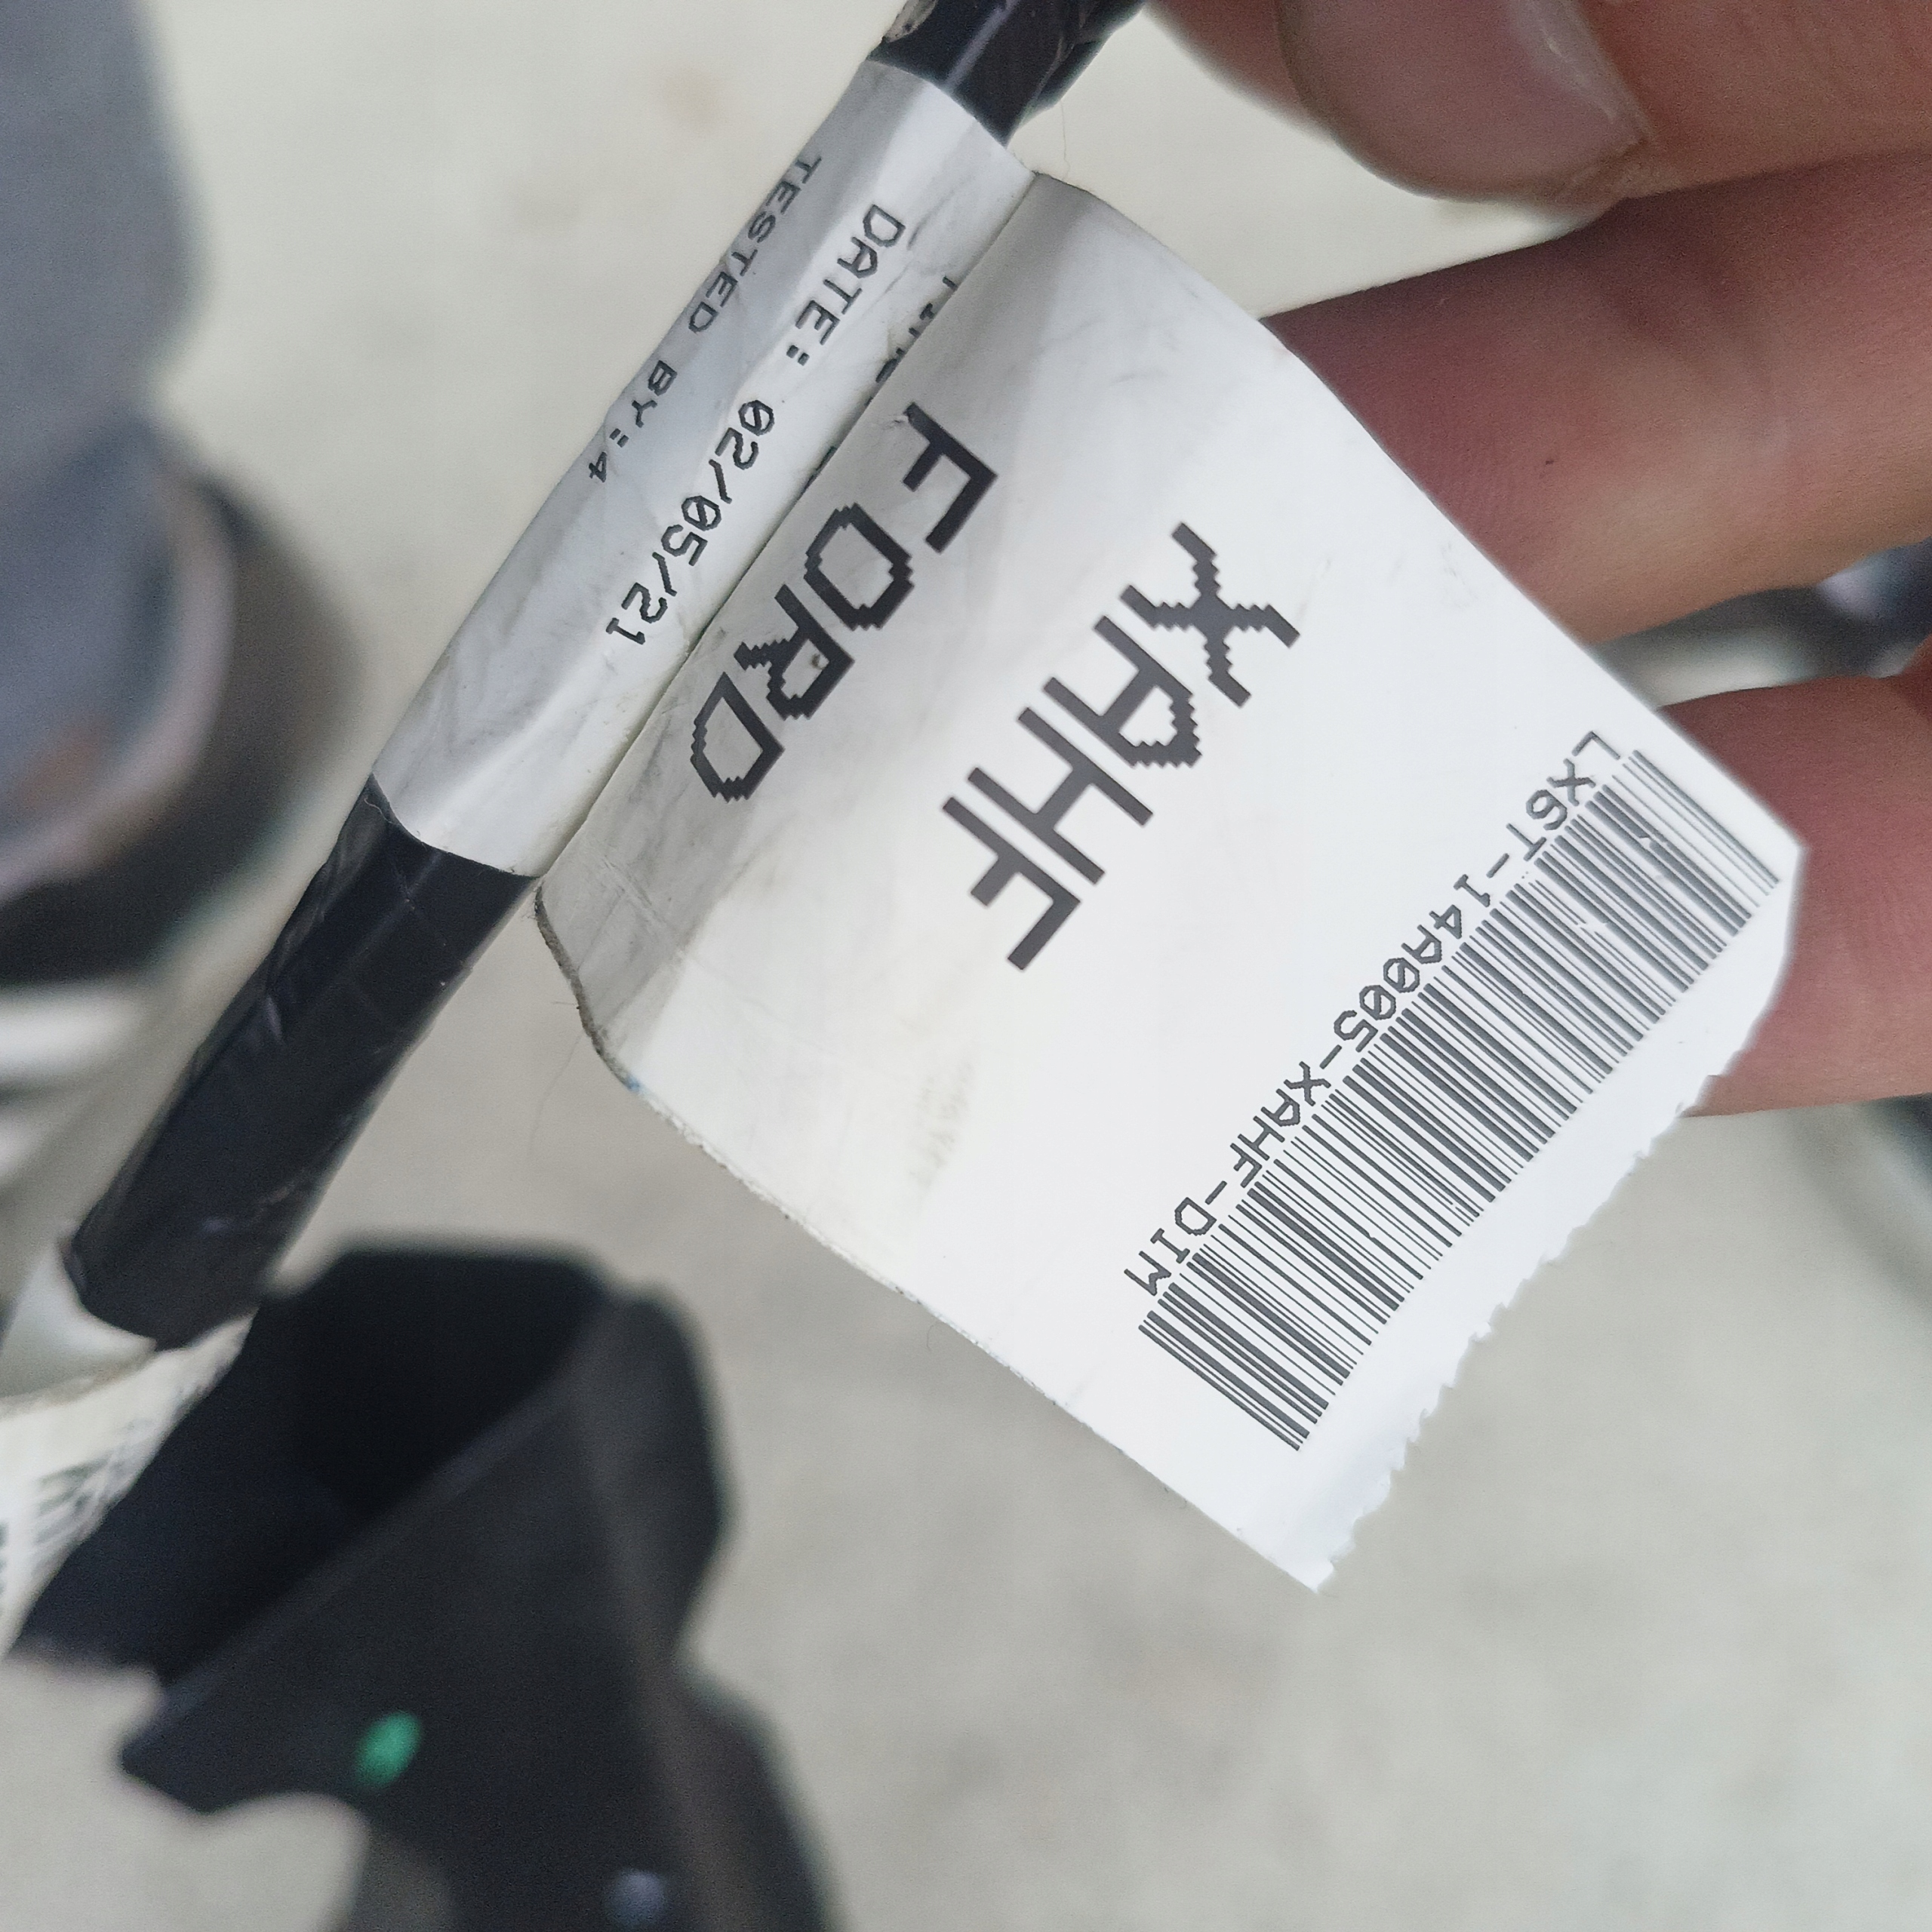 TESTED BY:4
DATE: 02/05/21
FORD
XAHF
LX6T-14A005-XAHF-DIM